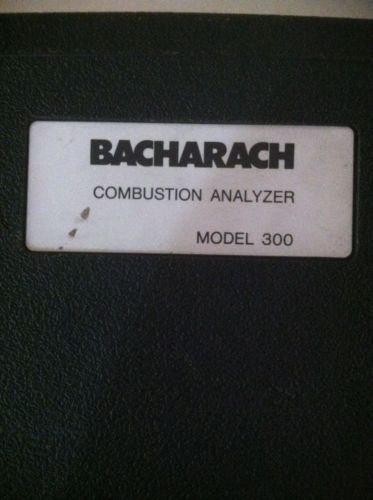 BACHARACH
COMBUSTION ANALYZER
MODEL 300